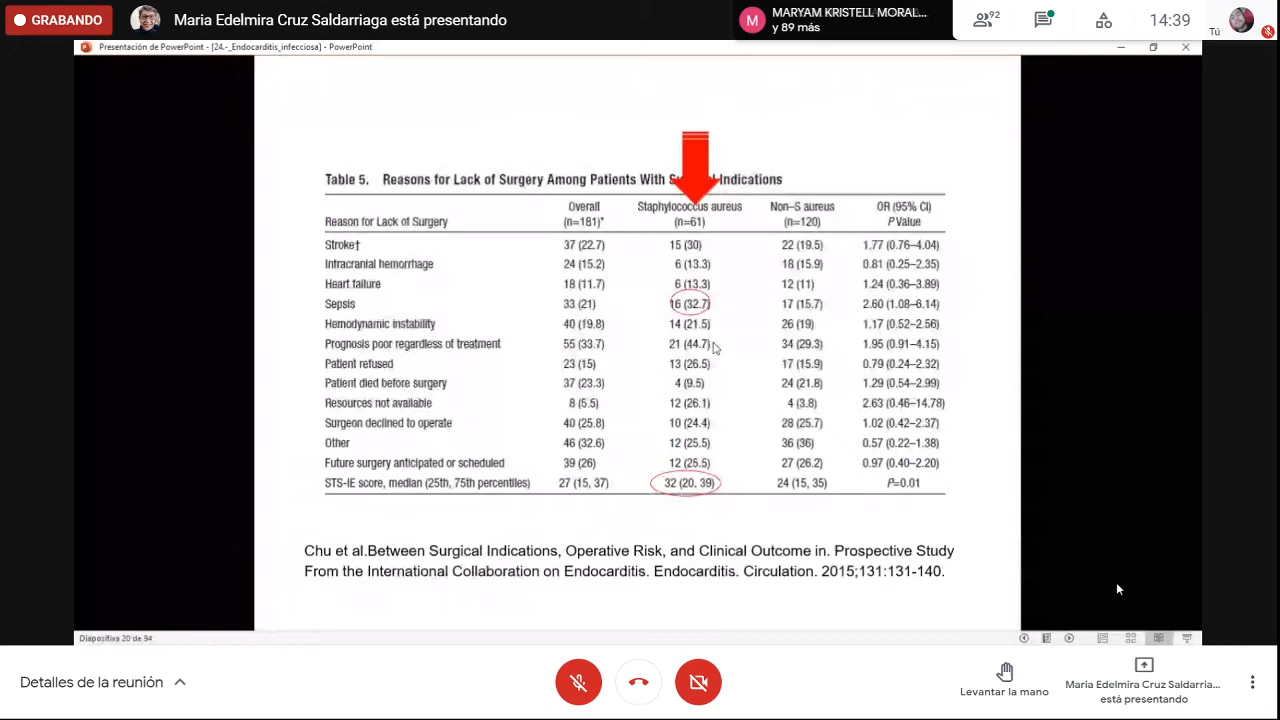 GRABANDO
Maria Edelmira Cruz Saldarriaga está presentando
M
MARYAM KRISTELL MORAL...
y 89 más
92
14:39
Tú
Presentación de PowerPoint - [24.-_Endocarditis_infecciosa] - PowerPoint
Table 5. Reasons for Lack of Surgery Among Patients With Indications
Reason for Lack of Surgery Overall (n=181)* Staphylococcus aureus (n=61) Non–S aureus (n=120) OR (95% CI) P Value
Stroke† 37 (22.7) 15 (30) 22 (19.5) 1.77 (0.76–4.04)
Intracranial hemorrhage 24 (15.2) 6 (13.3) 18 (15.9) 0.81 (0.25–2.35)
Heart failure 18 (11.7) 6 (13.3) 12 (11) 1.24 (0.36–3.89)
Sepsis 33 (21) 16 (32.7) 17 (15.7) 2.60 (1.08–6.14)
Hemodynamic instability 40 (19.8) 14 (21.5) 26 (19) 1.17 (0.52–2.56)
Prognosis poor regardless of treatment 55 (33.7) 21 (44.7) 34 (29.3) 1.95 (0.91–4.15)
Patient refused 23 (15) 13 (26.5) 17 (15.9) 0.79 (0.24–2.32)
Patient died before surgery 37 (23.3) 4 (9.5) 24 (21.8) 1.29 (0.54–2.99)
Resources not available 8 (5.5) 12 (26.1) 4 (3.8) 2.63 (0.46–14.78)
Surgeon declined to operate 40 (25.8) 10 (24.4) 28 (25.7) 1.02 (0.42–2.37)
Other 46 (32.6) 12 (25.5) 36 (36) 0.57 (0.22–1.38)
Future surgery anticipated or scheduled 39 (26) 12 (25.5) 27 (26.2) 0.97 (0.40–2.20)
STS-IE score, median (25th, 75th percentiles) 27 (15, 37) 32 (20, 39) 24 (15, 35) P=0.01
Chu et al.Between Surgical Indications, Operative Risk, and Clinical Outcome in. Prospective Study
From the International Collaboration on Endocarditis. Endocarditis. Circulation. 2015;131:131-140.
Diapositiva 20 de 94
Detalles de la reunión
Levantar la mano
Maria Edelmira Cruz Saldarria...
está presentando